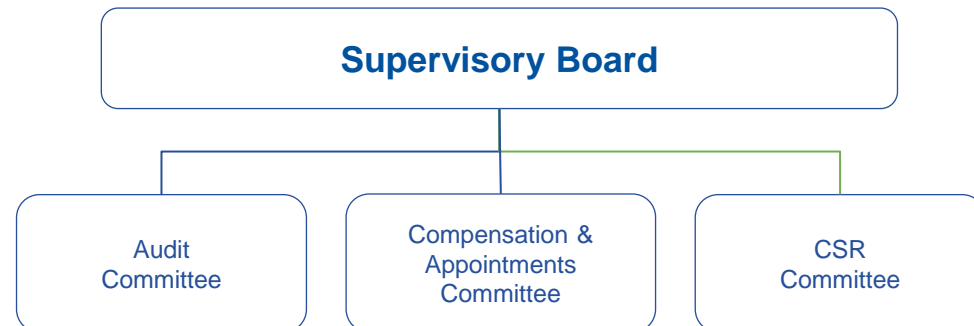 Supervisory Board
Audit
Committee
Compensation &
Appointments
Committee
CSR
Committee